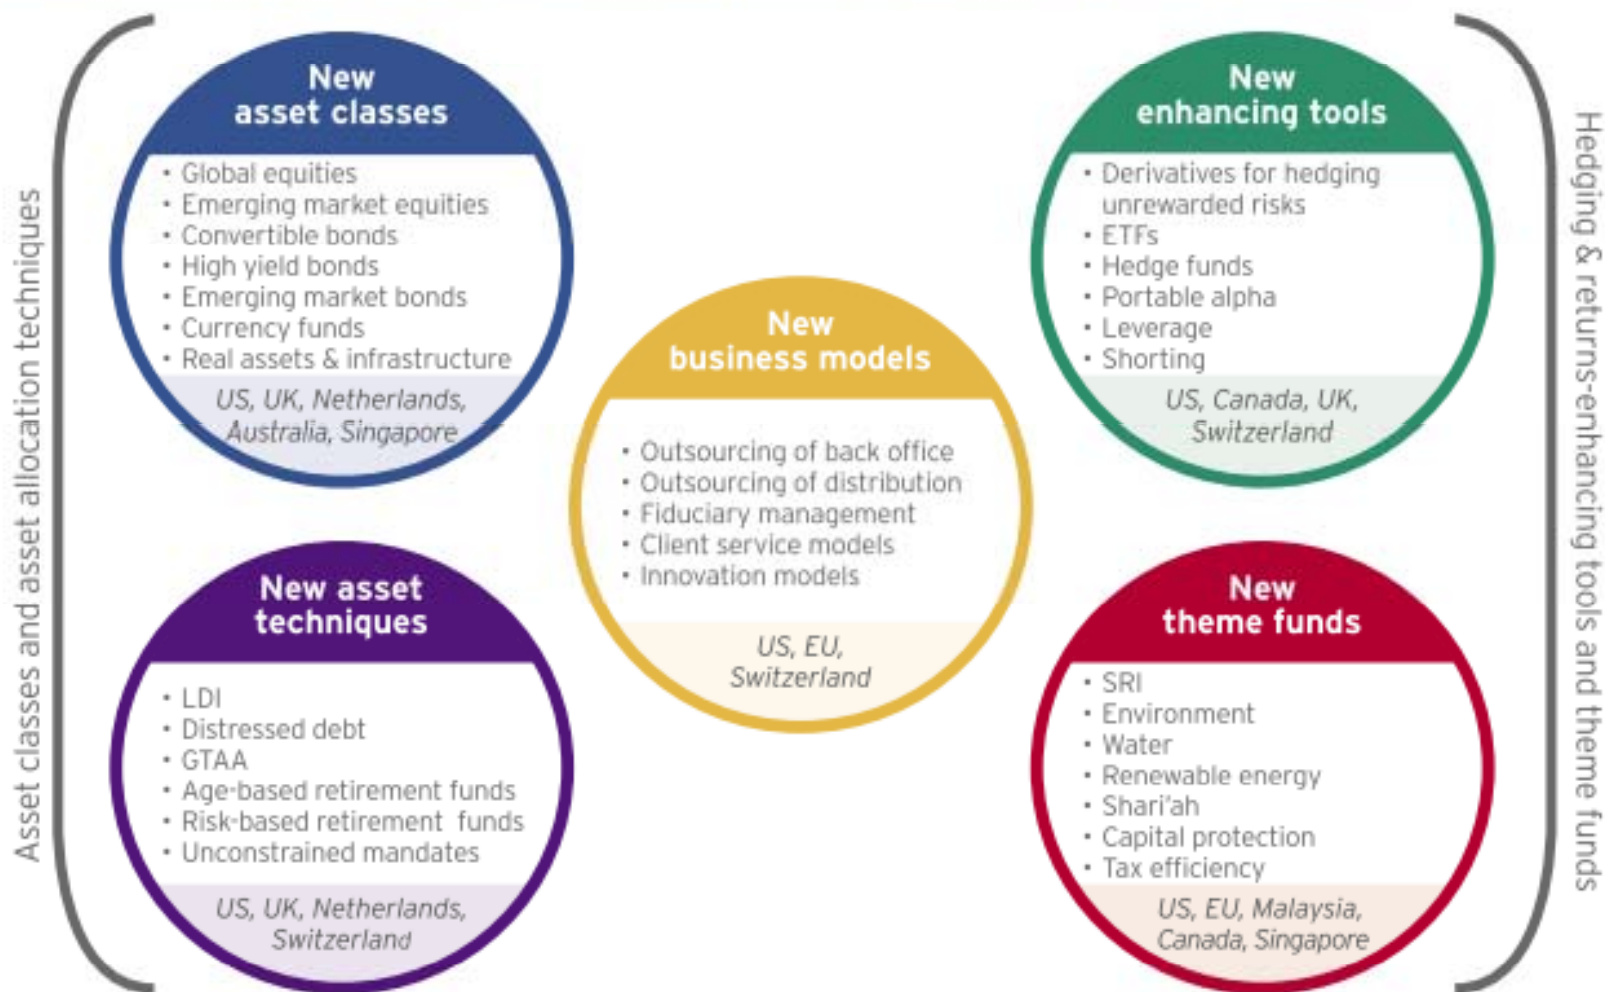 Asset classes and asset allocation techniques
New
asset classes
• Global equities
• Emerging market equities
• Convertible bonds
• High yield bonds
• Emerging market bonds
• Currency funds
• Real assets & infrastructure
US, UK, Netherlands,
Australia, Singapore
New asset
techniques
• LDI
• Distressed debt
• GTAA
• Age-based retirement funds
• Risk-based retirement funds
• Unconstrained mandates
US, UK, Netherlands,
Switzerland
New
business models
• Outsourcing of back office
• Outsourcing of distribution
• Fiduciary management
• Client service models
• Innovation models
US, EU,
Switzerland
New
enhancing tools
• Derivatives for hedging
unrewarded risks
• ETFs
• Hedge funds
• Portable alpha
• Leverage
• Shorting
US, Canada, UK,
Switzerland
New
theme funds
• SRI
• Environment
• Water
• Renewable energy
• Shari'ah
• Capital protection
• Tax efficiency
US, EU, Malaysia,
Canada, Singapore
Hedging & returns-enhancing tools and theme funds